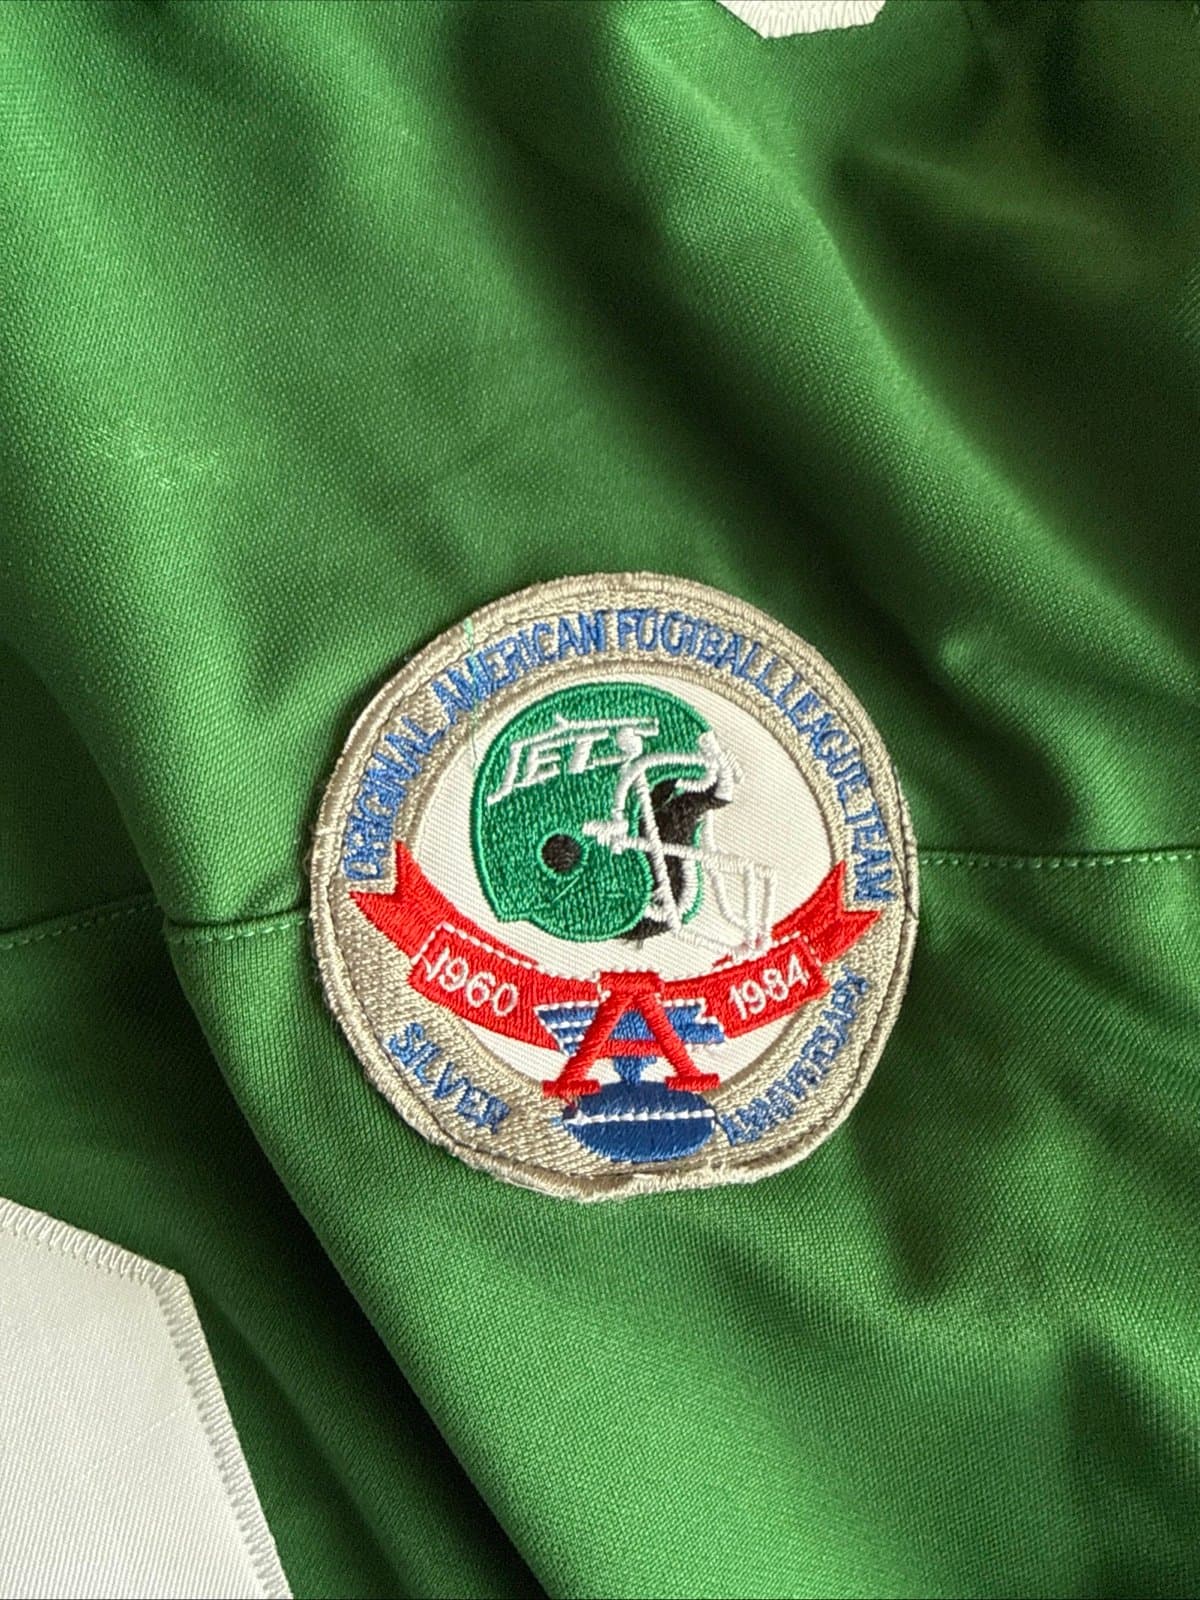 ORIGINAL AMERICAN FOOTBALL LEAGUE TEAM
JETS
1960
1984
A
SILVER
ANNIVERSARY